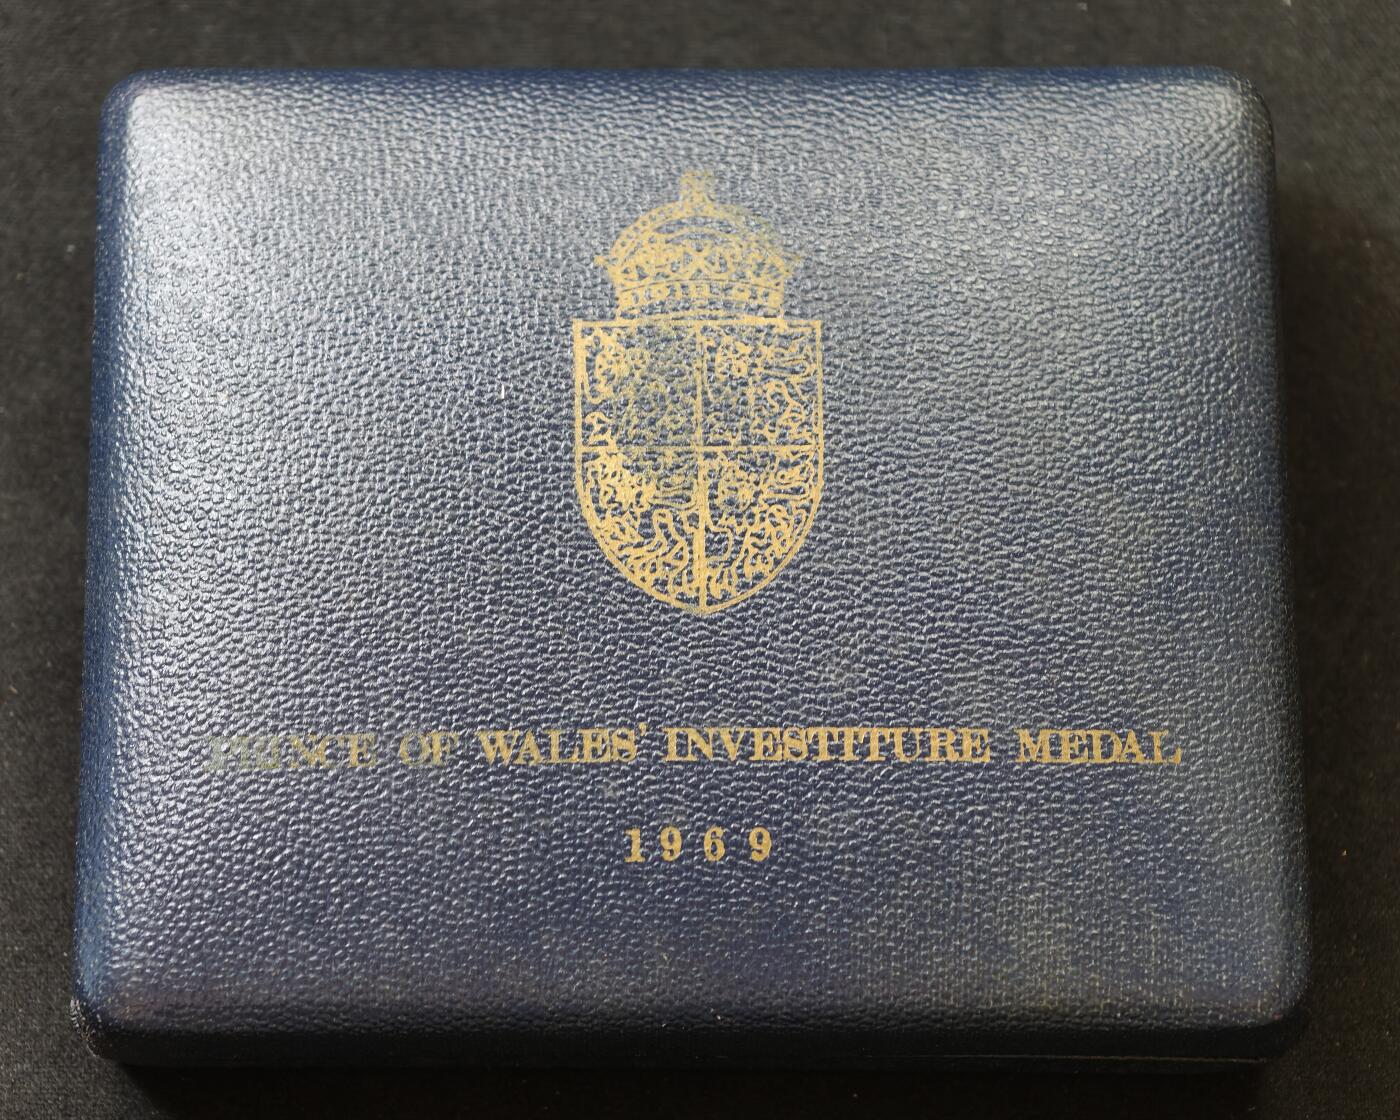 PRINCE OF WALES' INVESTITURE MEDAL
1969